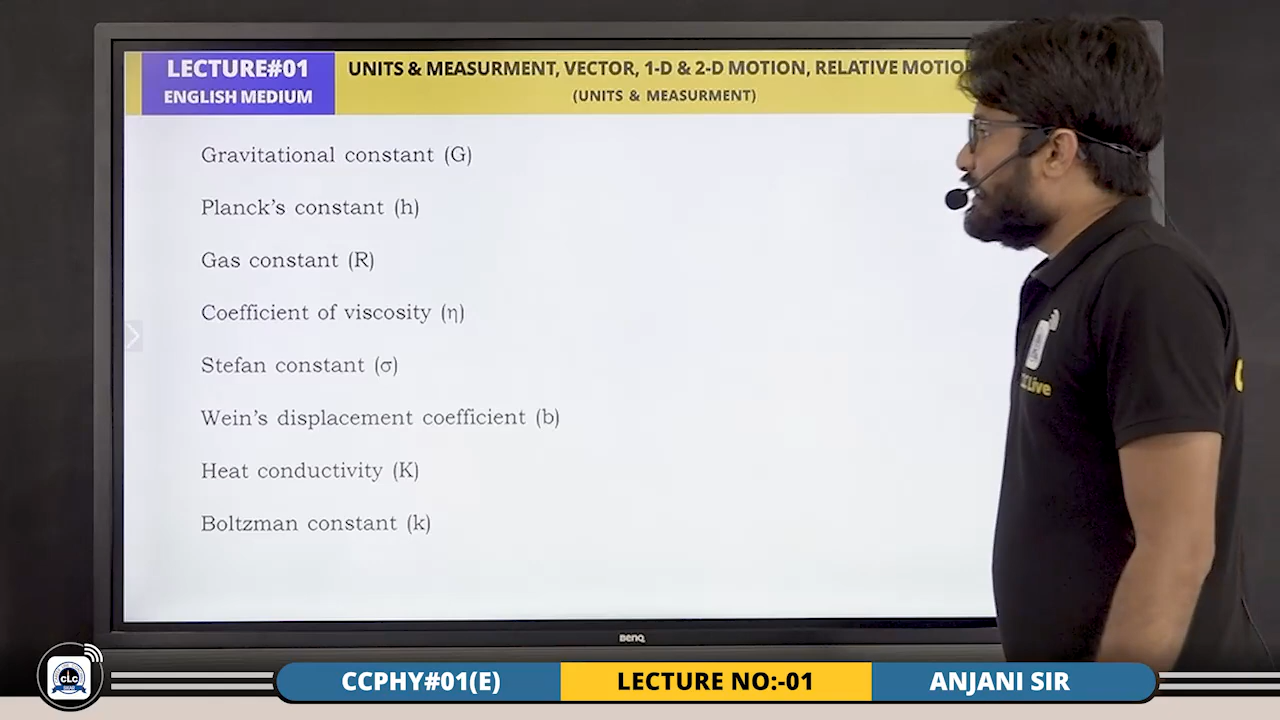 LECTURE#01
ENGLISH MEDIUM
UNITS & MEASURMENT, VECTOR, 1-D & 2-D MOTION, RELATIVE
(UNITS & MEASURMENT)
Gravitational constant (G)
Planck’s constant (h)
Gas constant (R)
Coefficient of viscosity (η)
Stefan constant (σ)
Wein’s displacement coefficient (b)
Heat conductivity (K)
Boltzman constant (k)
Live
BenQ
CLC
CCPHY#01(E)
LECTURE NO:-01
ANJANI SIR